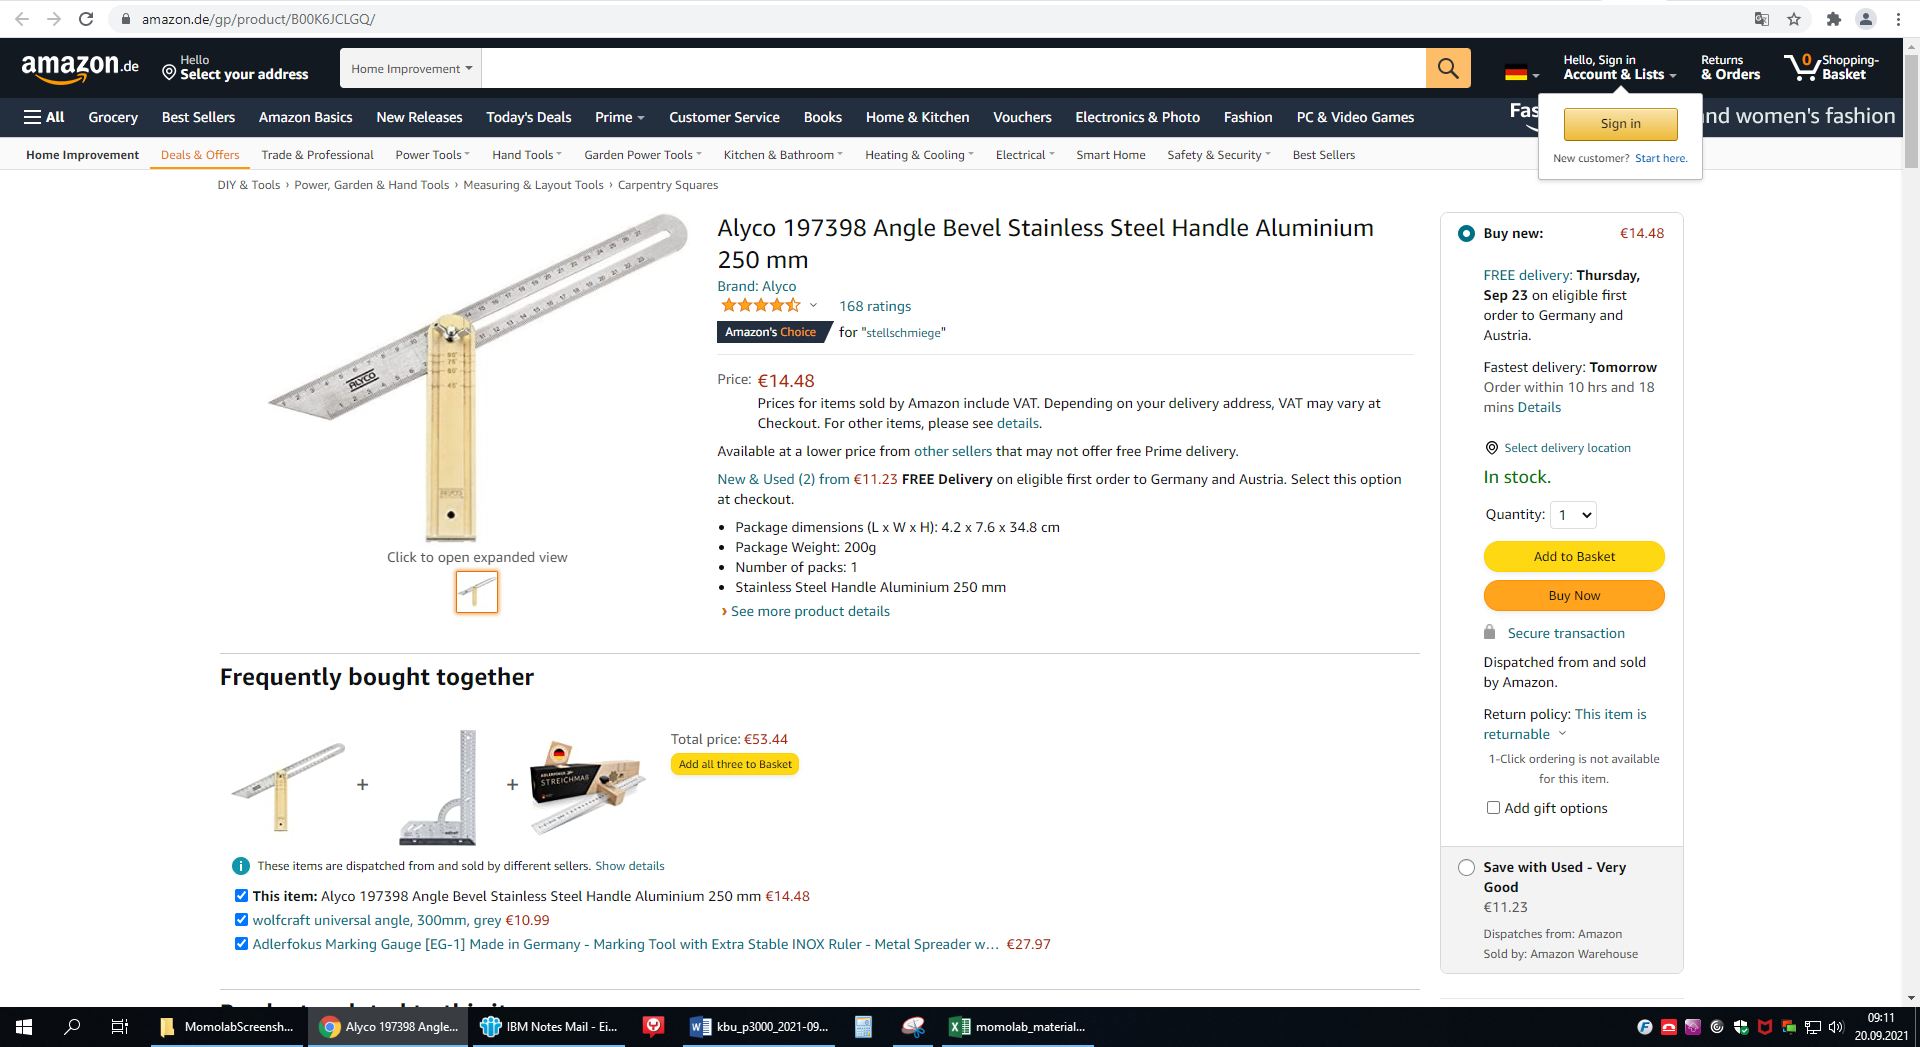 amazon.de/gp/product/B00K6JCLGQ/
amazon.de
Hello
Select your address
Home Improvement
Hello, Sign in
Account & Lists
Returns
& Orders
0
Shopping-
Basket
All
Grocery
Best Sellers
Amazon Basics
New Releases
Today's Deals
Prime
Customer Service
Books
Home & Kitchen
Vouchers
Electronics & Photo
Fashion
PC & Video Games
Fas
nd women's fashion
Sign in
New customer? Start here.
Home Improvement
Deals & Offers
Trade & Professional
Power Tools
Hand Tools
Garden Power Tools
Kitchen & Bathroom
Heating & Cooling
Electrical
Smart Home
Safety & Security
Best Sellers
DIY & Tools › Power, Garden & Hand Tools › Measuring & Layout Tools › Carpentry Squares
ALYCO
Click to open expanded view
Alyco 197398 Angle Bevel Stainless Steel Handle Aluminium
250 mm
Brand: Alyco
168 ratings
Amazon's Choice for "stellschmiege"
Price: €14.48
Prices for items sold by Amazon include VAT. Depending on your delivery address, VAT may vary at
Checkout. For other items, please see details.
Available at a lower price from other sellers that may not offer free Prime delivery.
New & Used (2) from €11.23 FREE Delivery on eligible first order to Germany and Austria. Select this option
at checkout.
• Package dimensions (L x W x H): 4.2 x 7.6 x 34.8 cm
• Package Weight: 200g
• Number of packs: 1
• Stainless Steel Handle Aluminium 250 mm
› See more product details
Buy new: €14.48
FREE delivery: Thursday,
Sep 23 on eligible first
order to Germany and
Austria.
Fastest delivery: Tomorrow
Order within 10 hrs and 18
mins Details
Select delivery location
In stock.
Quantity: 1
Add to Basket
Buy Now
Secure transaction
Dispatched from and sold
by Amazon.
Return policy: This item is
returnable
1-Click ordering is not available
for this item.
Add gift options
Save with Used - Very
Good
€11.23
Dispatches from: Amazon
Sold by: Amazon Warehouse
Frequently bought together
+
+
STREICHMAß
Total price: €53.44
Add all three to Basket
These items are dispatched from and sold by different sellers. Show details
This item: Alyco 197398 Angle Bevel Stainless Steel Handle Aluminium 250 mm €14.48
wolfcraft universal angle, 300mm, grey €10.99
Adlerfokus Marking Gauge [EG-1] Made in Germany - Marking Tool with Extra Stable INOX Ruler - Metal Spreader w… €27.97
MomolabScreensh...
Alyco 197398 Angle...
IBM Notes Mail - Ei...
kbu_p3000_2021-09...
momolab_material...
09:11
20.09.2021